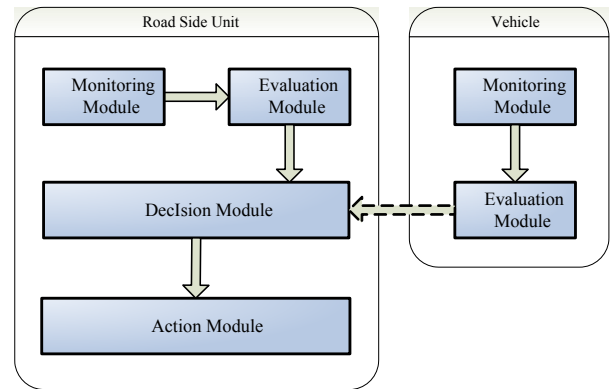 Road Side Unit
Monitoring
Module
Evaluation
Module
DecIsion Module
Action Module
Vehicle
Monitoring
Module
Evaluation
Module